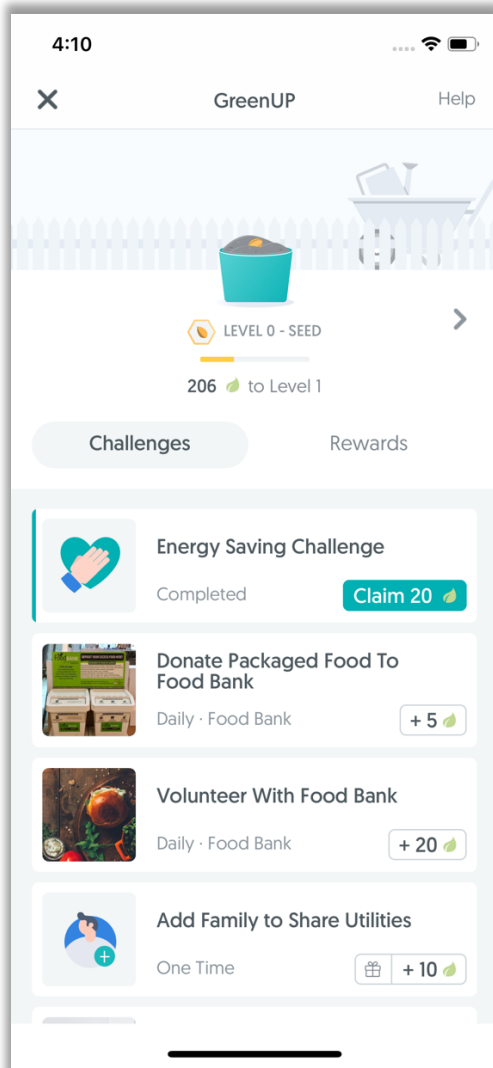 4:10
GreenUP
Help
LEVEL 0 - SEED
206 to Level 1
Challenges
Rewards
Energy Saving Challenge
Completed
Claim 20
Donate Packaged Food To
Food Bank
Daily · Food Bank
+ 5
Volunteer With Food Bank
Daily · Food Bank
+ 20
Add Family to Share Utilities
One Time
+ 10